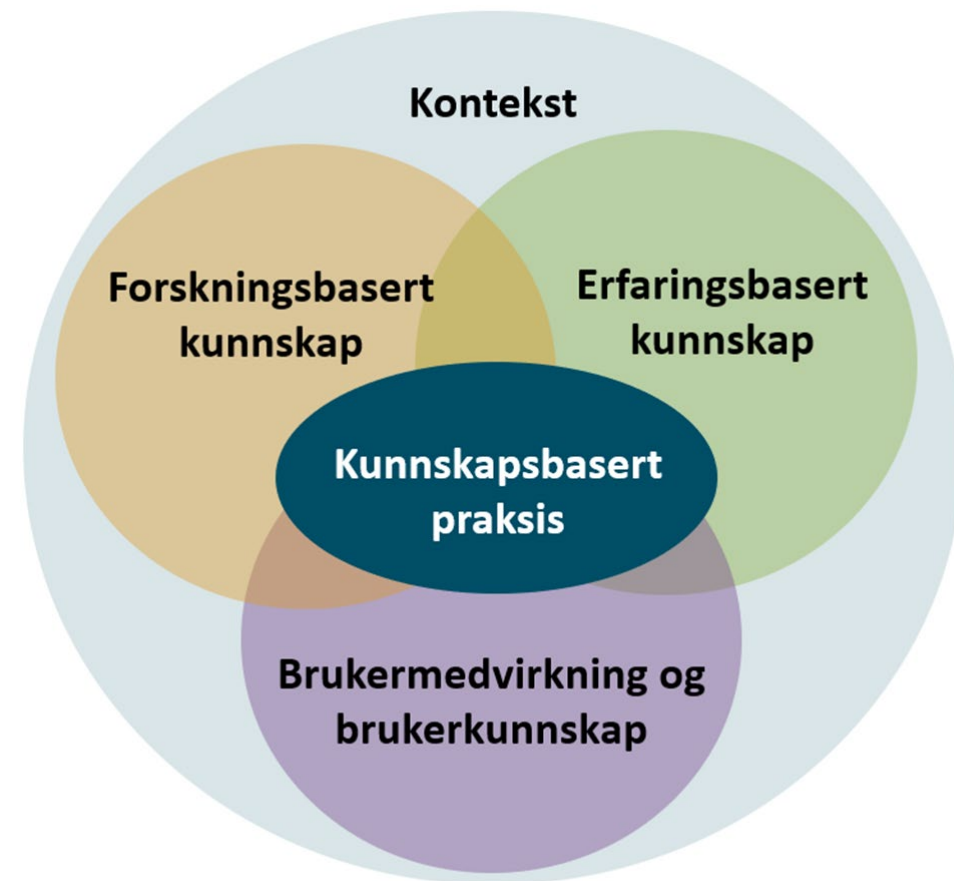 Kontekst
Forskningsbasert
kunnskap
Erfaringsbasert
kunnskap
Kunnskapsbasert
praksis
Brukermedvirkning og
brukerkunnskap